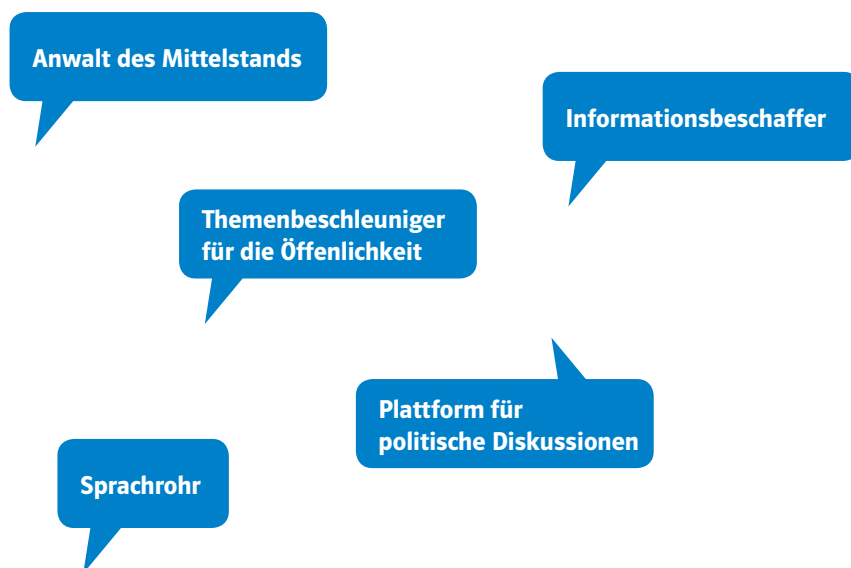 Anwalt des Mittelstands
Informationsbeschaffer
Themenbeschleuniger
für die Öffenlichkeit
Plattform für
politische Diskussionen
Sprachrohr